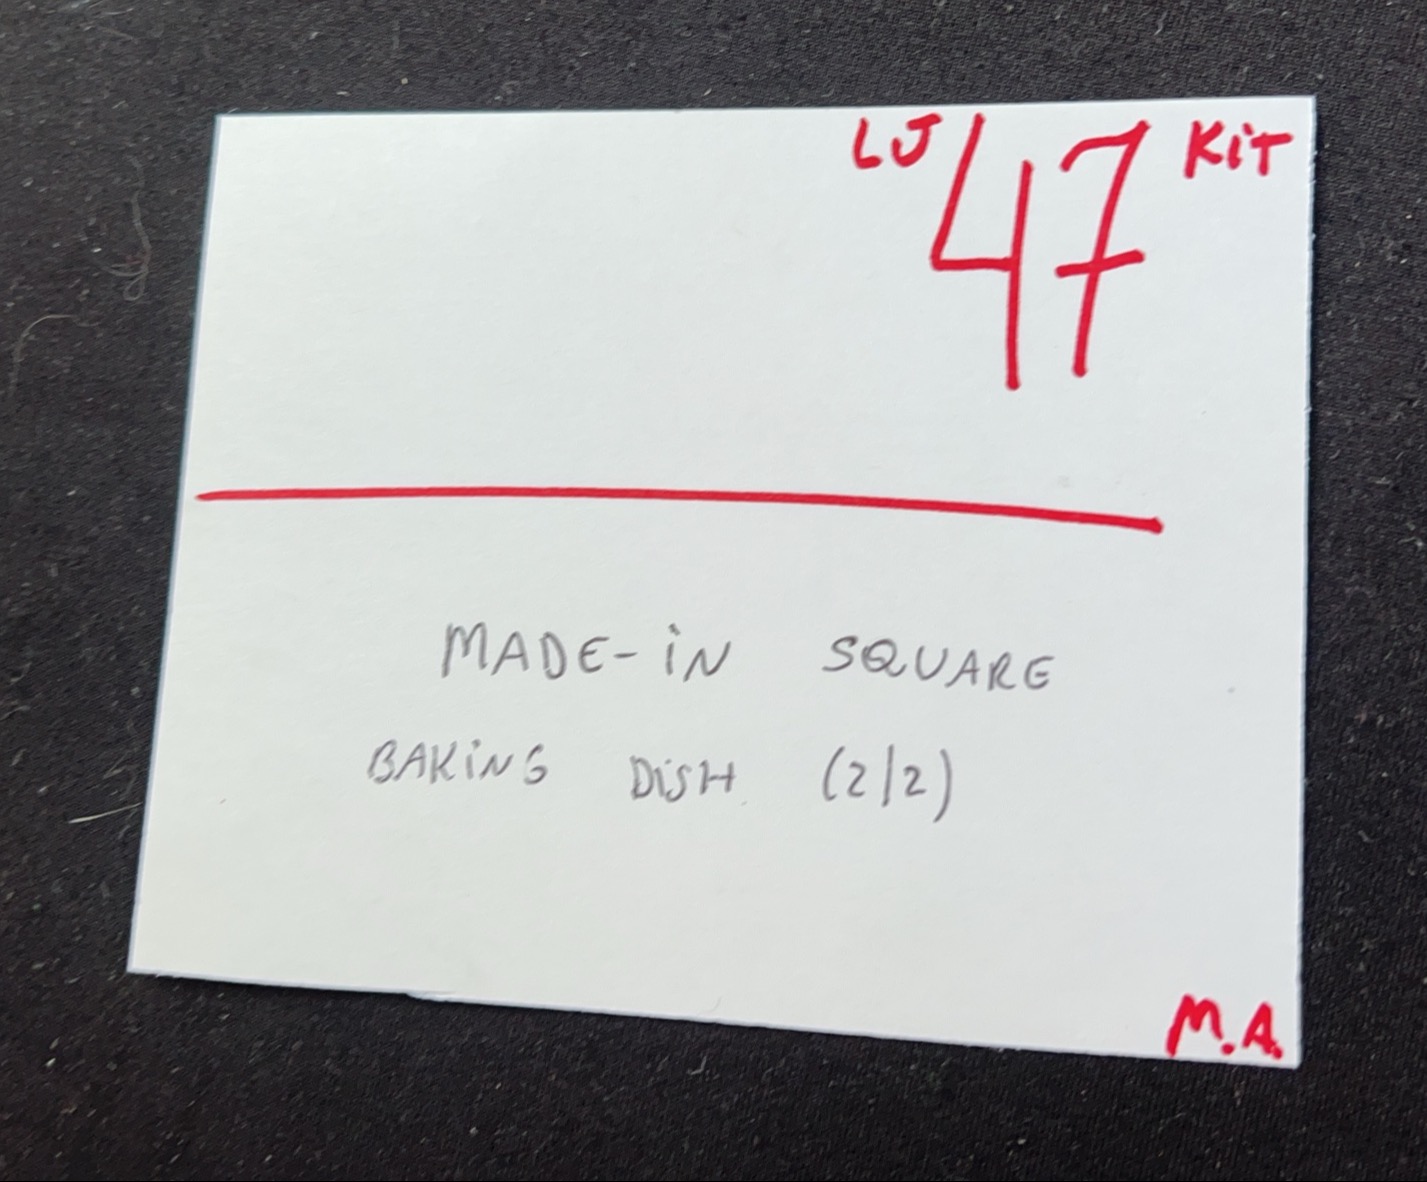 LJ 47 KiT
MADE-iN SQUARE
BAKiNG DiSH (2/2)
M.A.